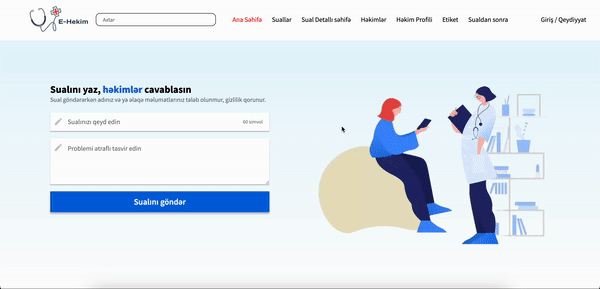 E-Hekim
Axtar
Ana Səhifə
Suallar
Sual Detallı səhifə
Həkimlər
Həkim Profili
Etiket
Sualdan sonra
Giriş / Qeydiyyat
Sualını yaz, həkimlər cavablasın
Sual göndərərkən adınız və ya əlaqə məlumatlarınız tələb olunmur, gizlilik qorunur.
Sualınızı qeyd edin
60 simvol
Problemi ətraflı təsvir edin
Sualını göndər